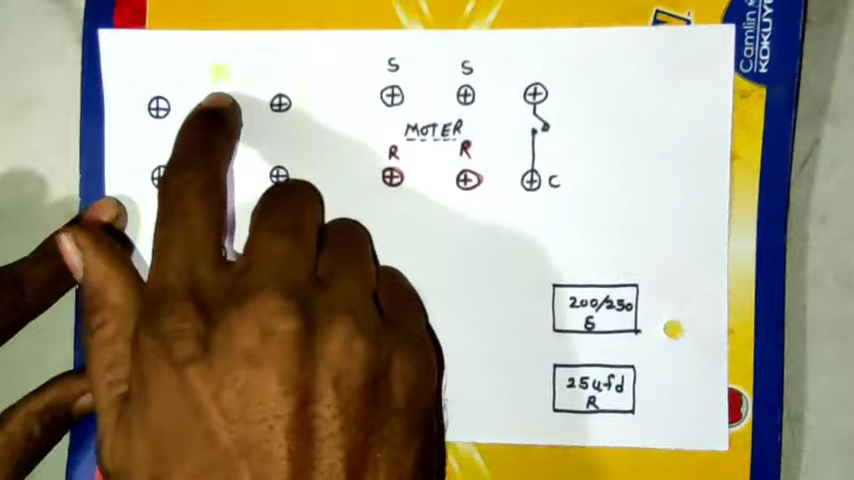 S S
MOTER
R R
C
200/250
S
25 ufd
R
Camlin
KOKUYO